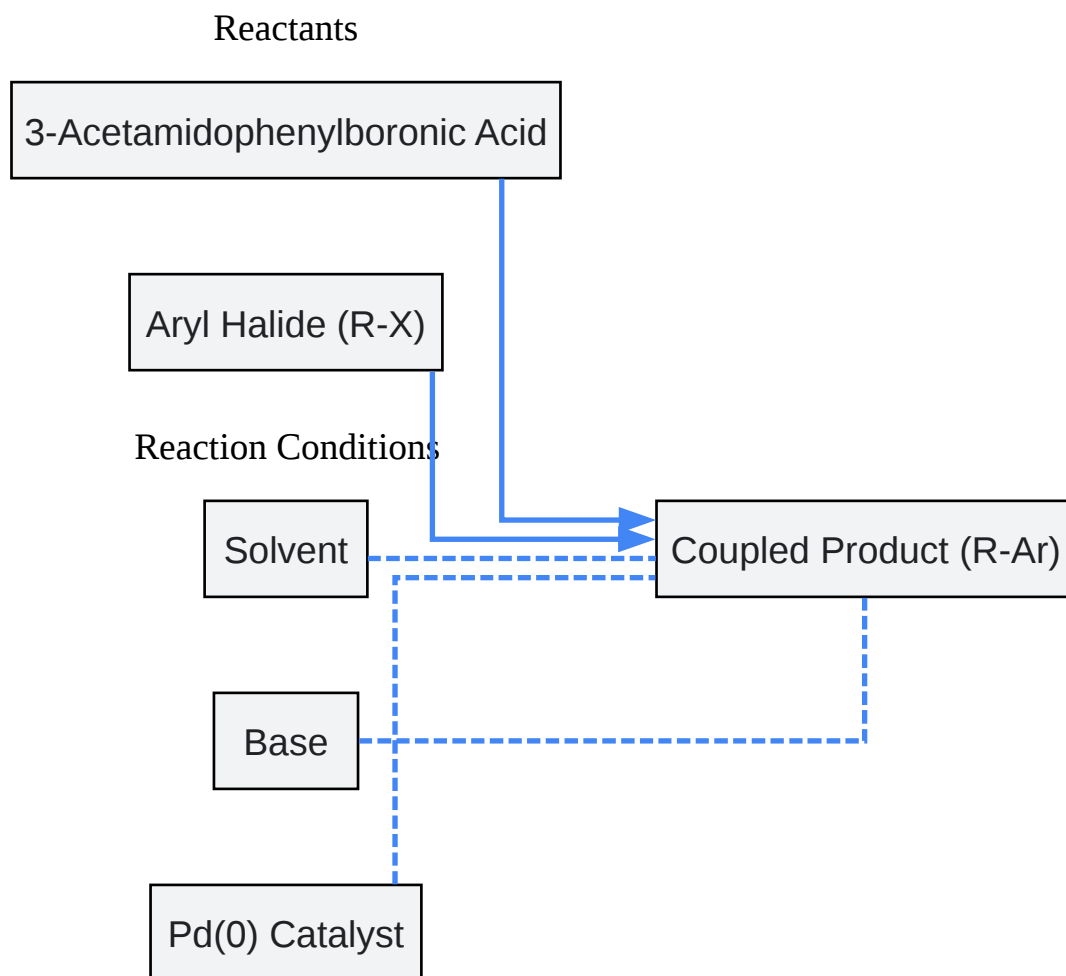 Reactants
3-Acetamidophenylboronic Acid
Aryl Halide (R-X)
Reaction Conditions
Solvent
Coupled Product (R-Ar)
Base
Pd(0) Catalyst